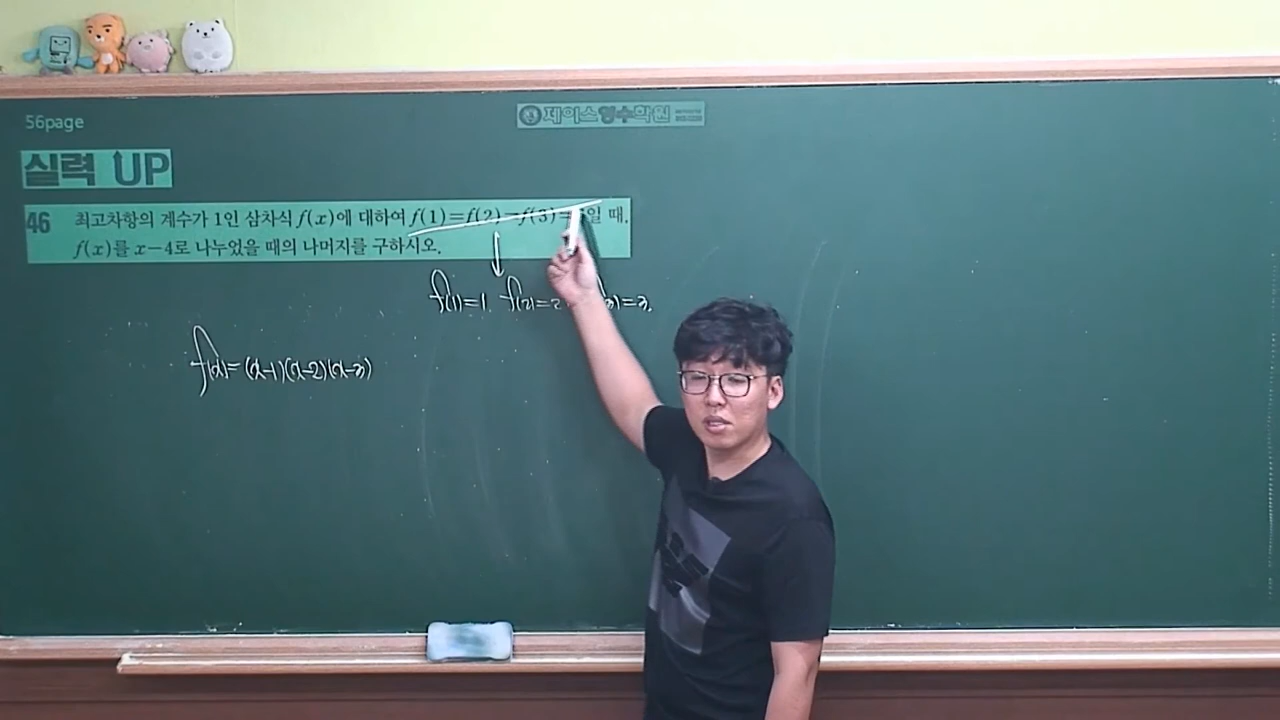 제이스영수학원
56page
실력 UP
46 최고차항의 계수가 1인 삼차식 f(x)에 대하여 f(1)=f(2)=f(3)= 일 때,
f(x)를 x-4로 나누었을 때의 나머지를 구하시오.
f(1)=1. f(2)=2 f(3)=3.
f(x)=(x-1)(x-2)(x-3)